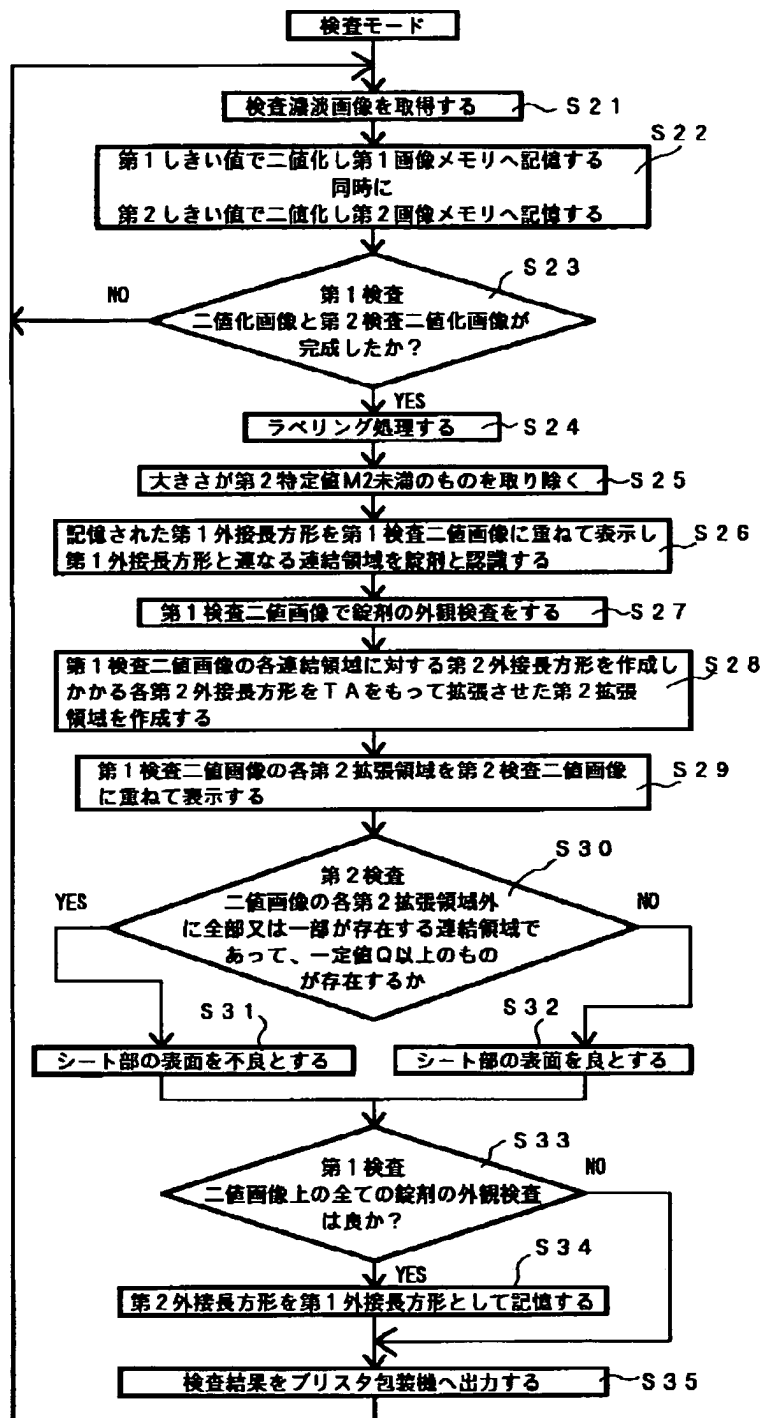 検査モード
検査濃淡画像を取得する
S21
S22
第1しきい値で二値化し第1画像メモリへ記憶する
同時に
第2しきい値で二値化し第2画像メモリへ記憶する
S23
NO
第1検査
二値化画像と第2検査二値化画像が
完成したか?
YES
ラベリング処理する
S24
大きさが第2特定値M2未満のものを取り除く
S25
記憶された第1外接長方形を第1検査二値画像に重ねて表示し
第1外接長方形と連なる連結領域を錠剤と認識する
S26
第1検査二値画像で錠剤の外観検査をする
S27
第1検査二値画像の各連結領域に対する第2外接長方形を作成し
かかる各第2外接長方形をTAをもって拡張させた第2拡張
領域を作成する
S28
第1検査二値画像の各第2拡張領域を第2検査二値画像
に重ねて表示する
S29
S30
YES
NO
第2検査
二値画像の各第2拡張領域外
に全部又は一部が存在する連結領域で
あって、一定値Q以上のもの
が存在するか
S31
S32
シート部の表面を不良とする
シート部の表面を良とする
S33
第1検査
NO
二値画像上の全ての錠剤の外観検査
は良か?
YES
S34
第2外接長方形を第1外接長方形として記憶する
検査結果をブリスタ包装機へ出力する
S35